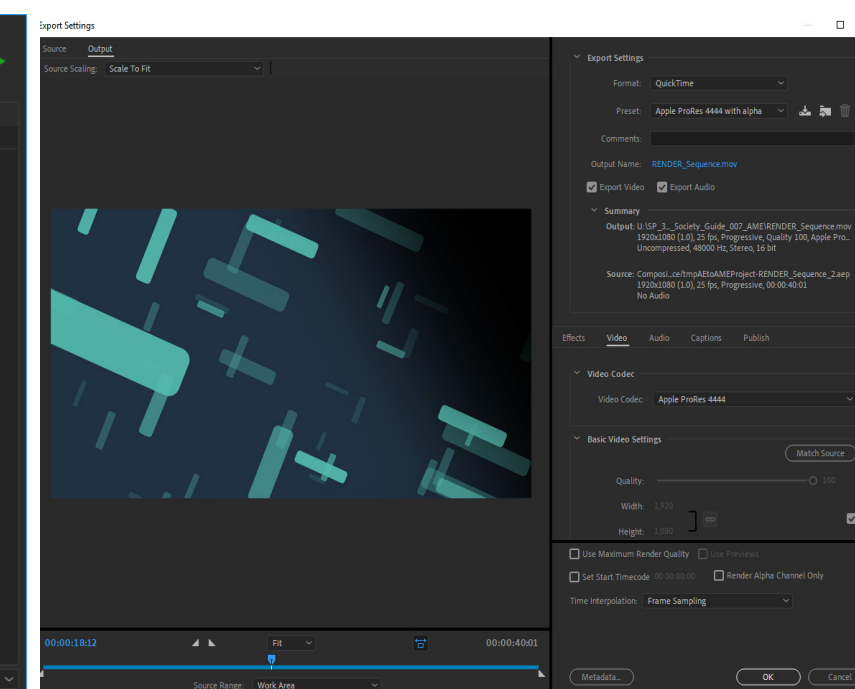 Export Settings
Source Output
Source Scaling: Scale To Fit
Export Settings
Format: QuickTime
Preset: Apple ProRes 4444 with alpha
Comments:
Output Name: RENDER_Sequence.mov
Export Video Export Audio
Summary
Output: U:\SP_3..._Society_Guide_007_AME\RENDER_Sequence.mov
1920x1080 (1.0), 25 fps, Progressive, Quality 100, Apple Pro...
Uncompressed, 48000 Hz, Stereo, 16 bit
Source: Composi...ce/tmpAEtoAMEProject-RENDER_Sequence_2.aep
1920x1080 (1.0), 25 fps, Progressive, 00:00:40:01
No Audio
Effects Video Audio Captions Publish
Video Codec
Video Codec: Apple ProRes 4444
Basic Video Settings
Match Source
Quality: 100
Width: 1,920
Height: 1,080
Use Maximum Render Quality Use Previews
Set Start Timecode 00:00:00:00 Render Alpha Channel Only
Time Interpolation: Frame Sampling
00:00:18:12 Fit 00:00:40:01
Source Range: Work Area
Metadata... OK Cancel